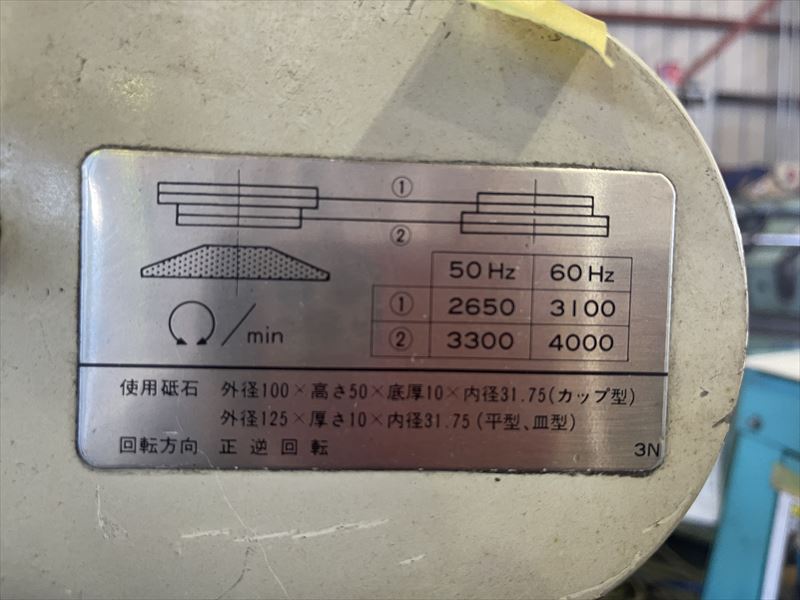 ①
②
50 Hz 60 Hz
① 2650 3100
② 3300 4000
/min
使用砥石 外径100×高さ50×底厚10×内径31.75(カップ型)
外径125×厚さ10×内径31.75(平型、皿型)
回転方向 正逆回転
3N